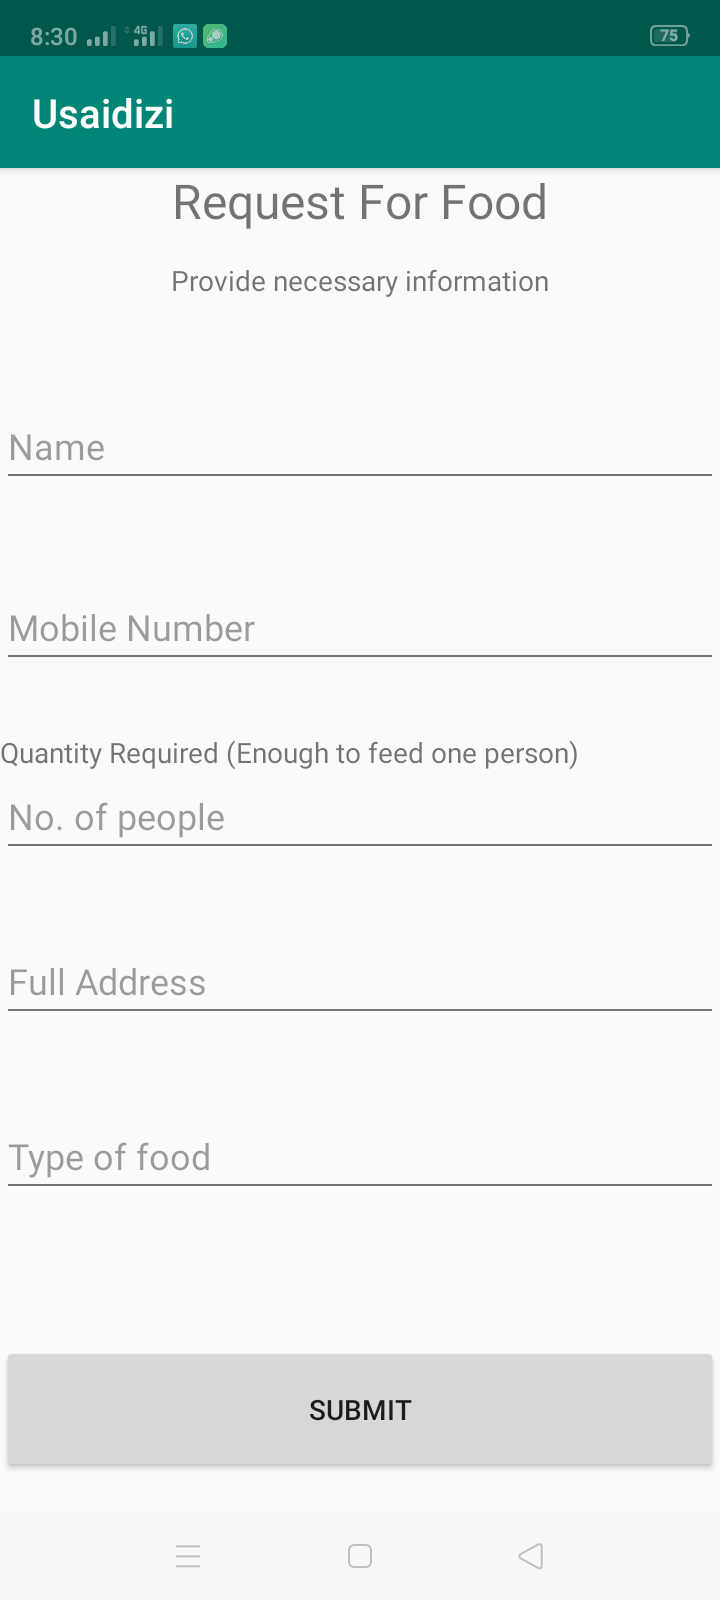 8:30 4G 75
Usaidizi
Request For Food
Provide necessary information
Name
Mobile Number
Quantity Required (Enough to feed one person)
No. of people
Full Address
Type of food
SUBMIT